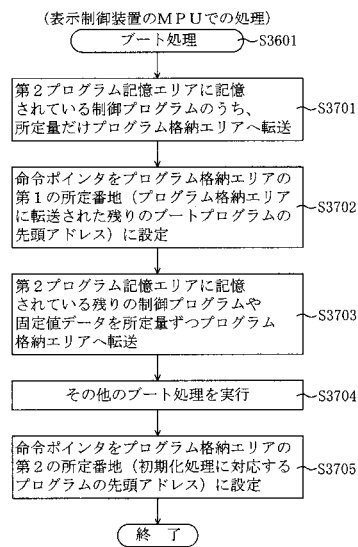 (表示制御装置のMPUでの処理)
ブート処理
S3601
第2プログラム記憶エリアに記憶
されている制御プログラムのうち、
所定量だけプログラム格納エリアへ転送
S3701
命令ポインタをプログラム格納エリアの
第1の所定番地(プログラム格納エリア
に転送された残りのブートプログラムの
先頭アドレス)に設定
S3702
第2プログラム記憶エリアに記憶
されている残りの制御プログラムや
固定値データを所定量ずつプログラム
格納エリアへ転送
S3703
その他のブート処理を実行
S3704
命令ポインタをプログラム格納エリアの
第2の所定番地(初期化処理に対応する
プログラムの先頭アドレス)に設定
S3705
終 了